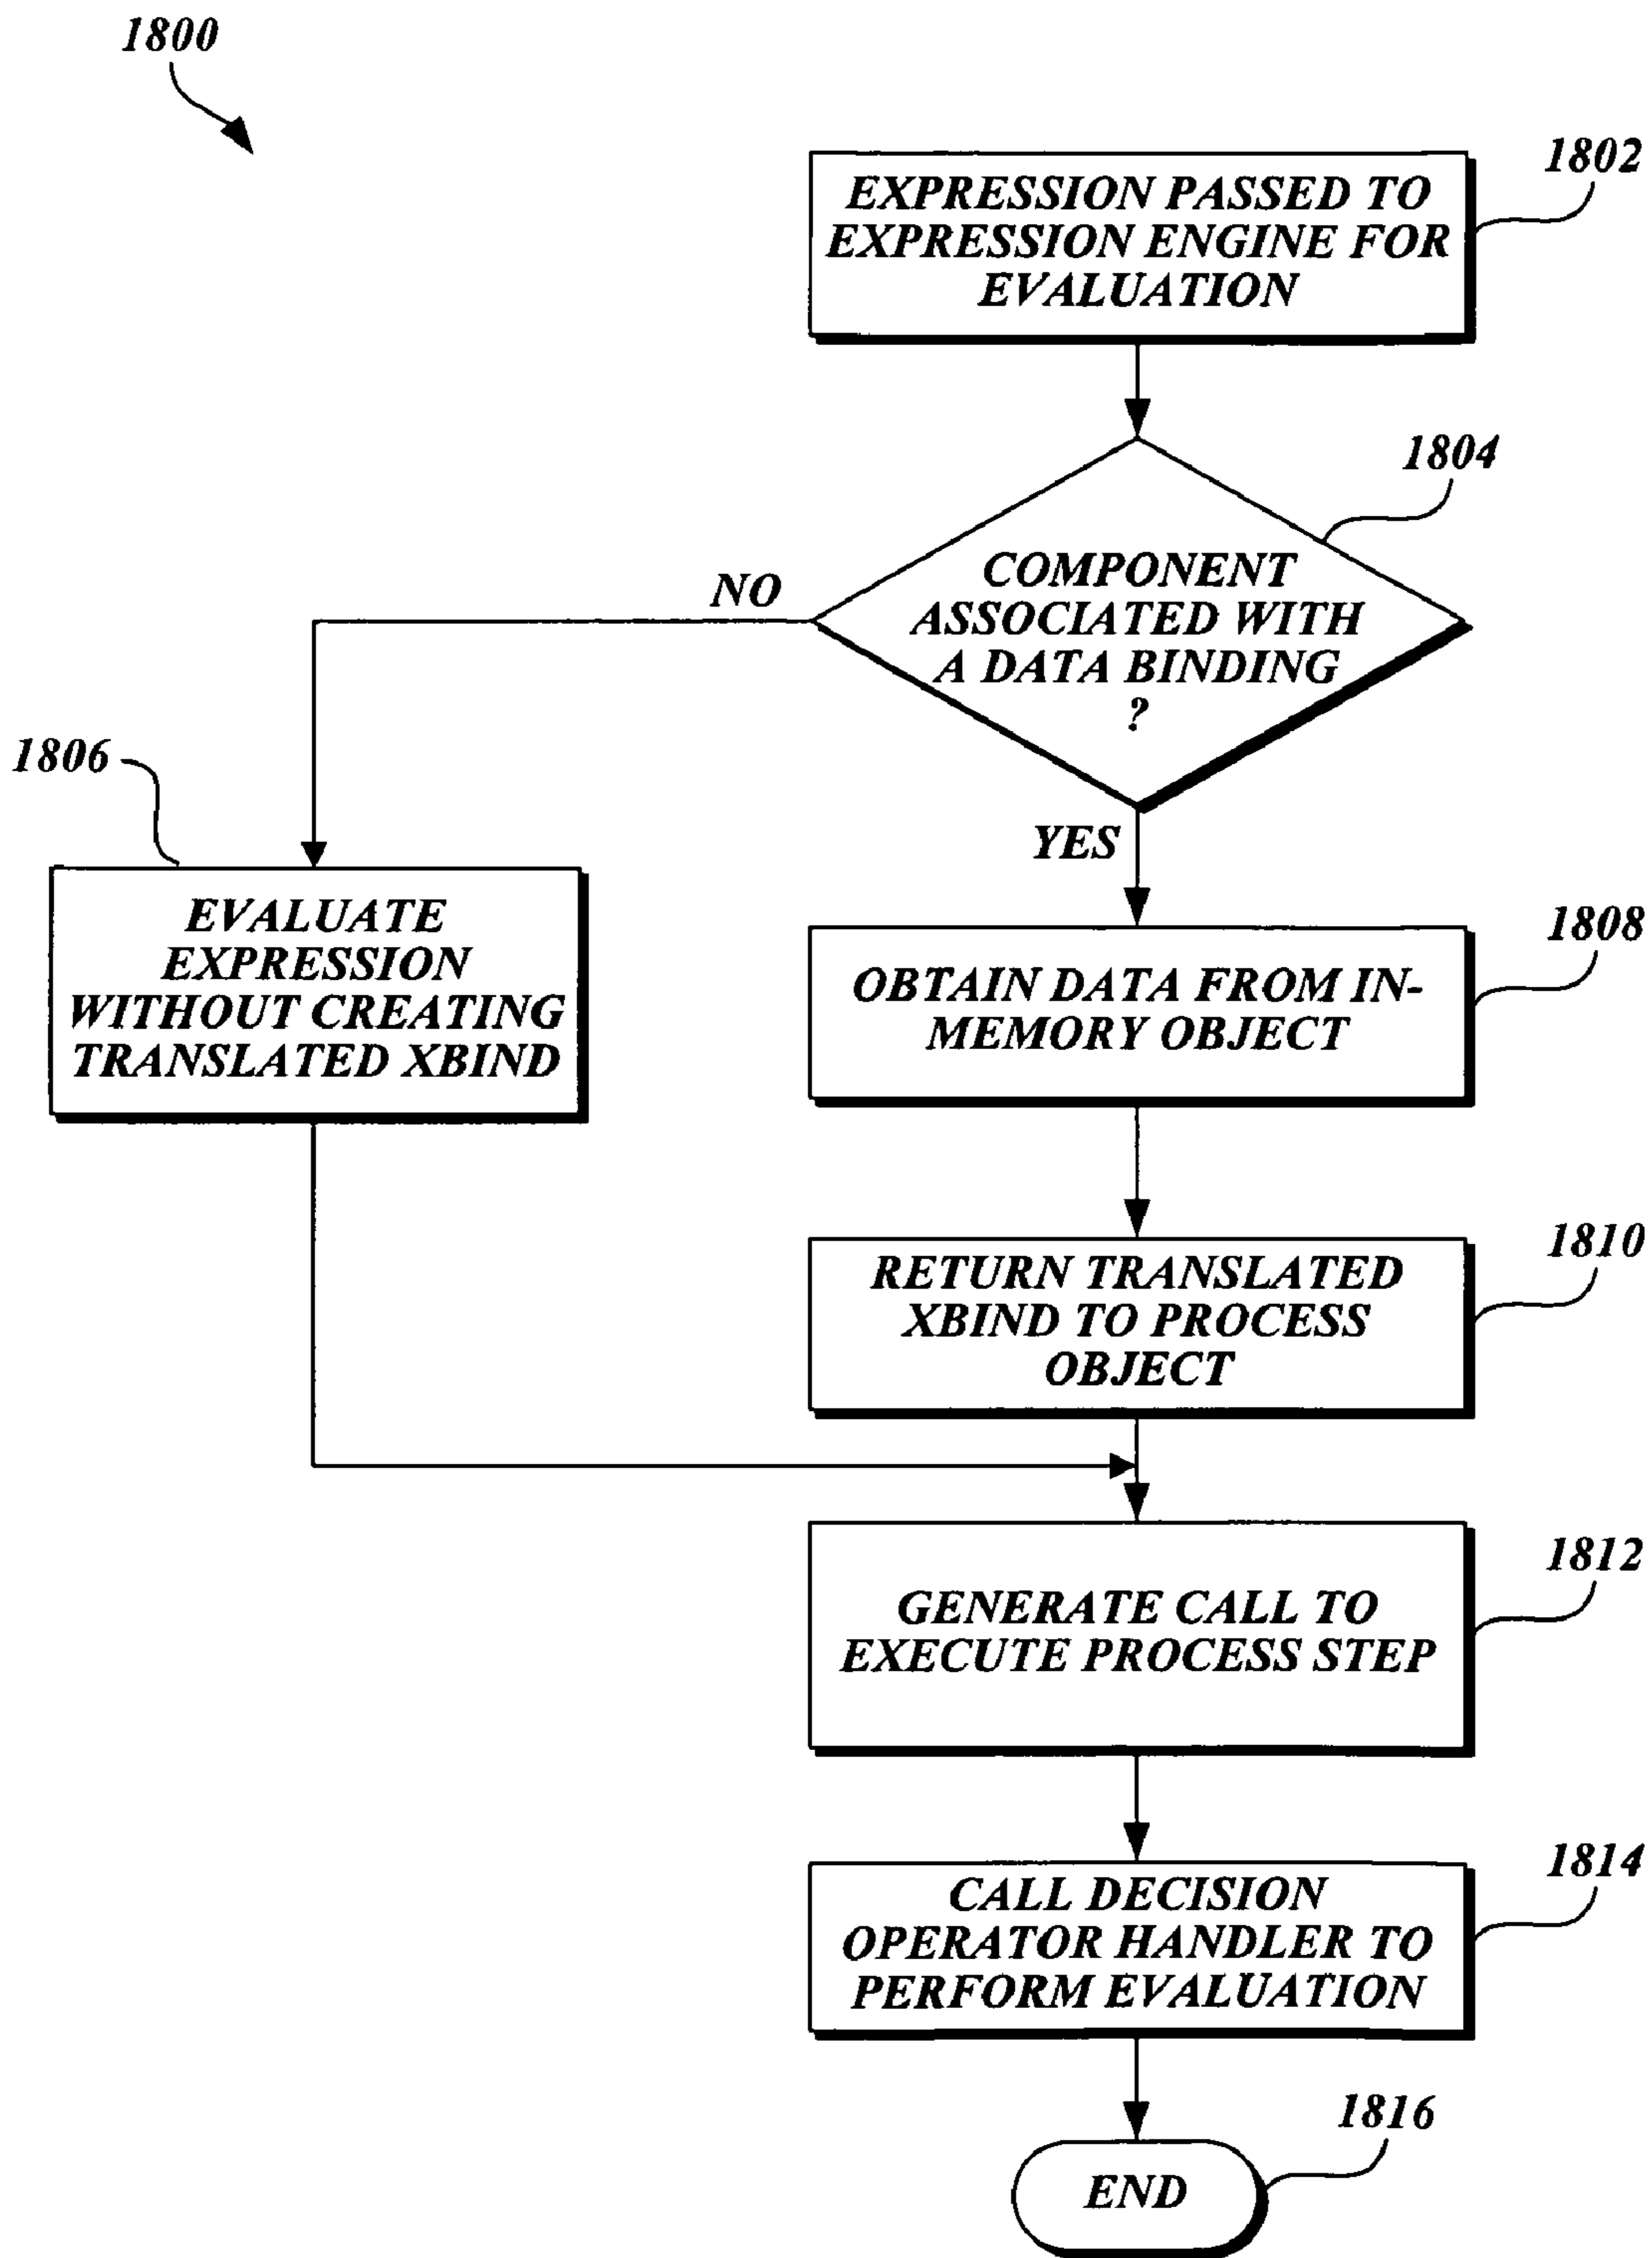 1800
1802
EXPRESSION PASSED TO
EXPRESSION ENGINE FOR
EVALUATION
1804
COMPONENT
ASSOCIATED WITH
A DATA BINDING
?
NO
YES
1806
EVALUATE
EXPRESSION
WITHOUT CREATING
TRANSLATED XBIND
1808
OBTAIN DATA FROM IN-
MEMORY OBJECT
1810
RETURN TRANSLATED
XBIND TO PROCESS
OBJECT
1812
GENERATE CALL TO
EXECUTE PROCESS STEP
1814
CALL DECISION
OPERATOR HANDLER TO
PERFORM EVALUATION
1816
END